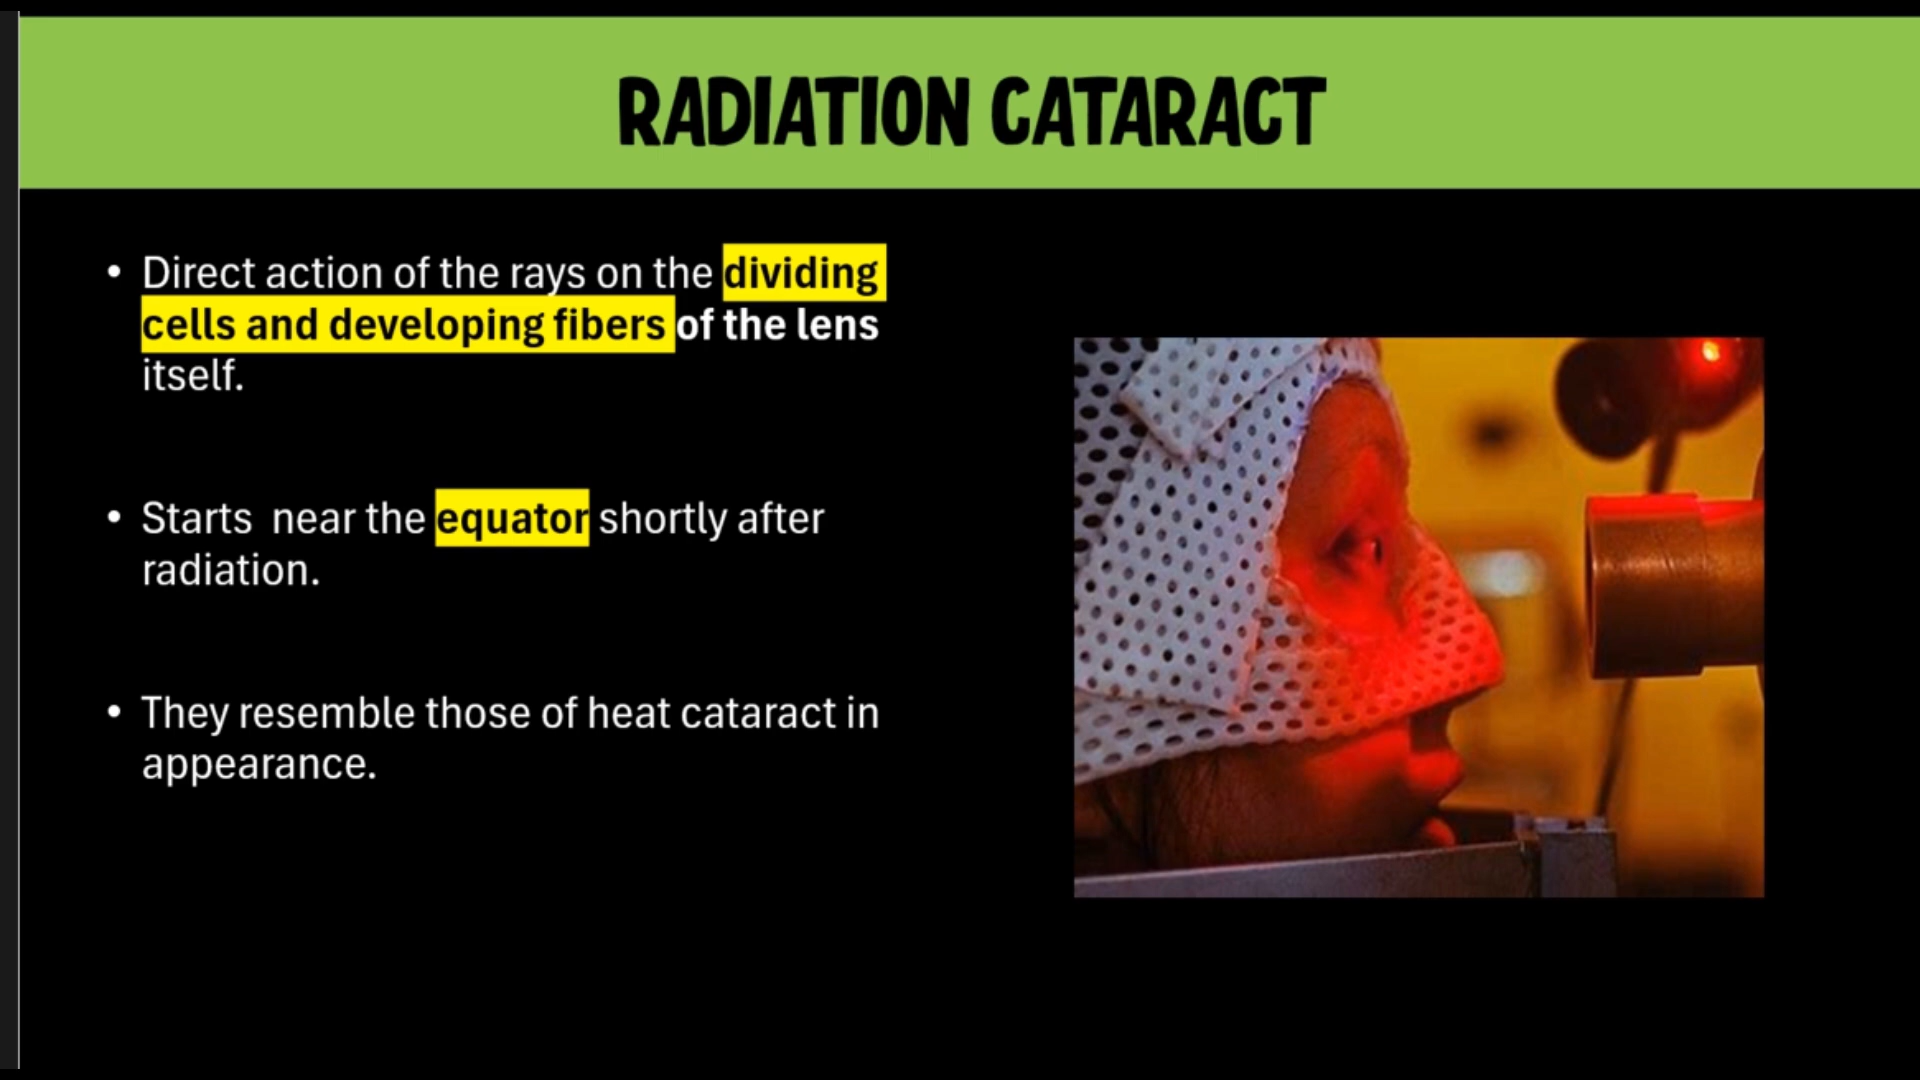 RADIATION CATARACT
• Direct action of the rays on the dividing
cells and developing fibers of the lens
itself.
• Starts  near the equator shortly after
radiation.
• They resemble those of heat cataract in
appearance.